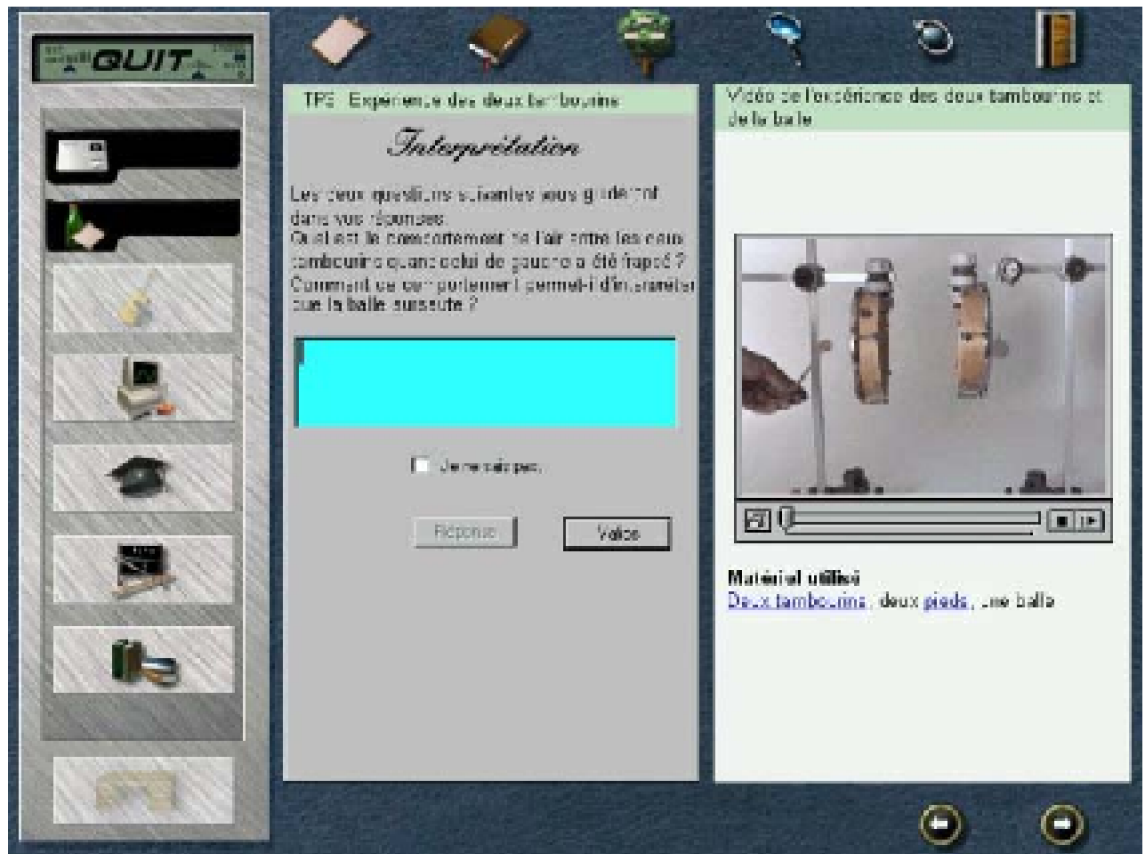 QUIT
TP3 Expérience des deux tambourins
Interprétation
Les deux questions suivantes vous guideront
dans vos réponses.
Quel est le comportement de l'air entre les deux
tambourins quand celui de gauche a été frappé ?
Comment ce comportement permet-il d'interpréter
que la balle sursaute ?
Je ne sais pas.
Réponse
Valider
Vidéo de l'expérience des deux tambourins et
de la balle
Matériel utilisé
Deux tambourins, deux pieds, une balle